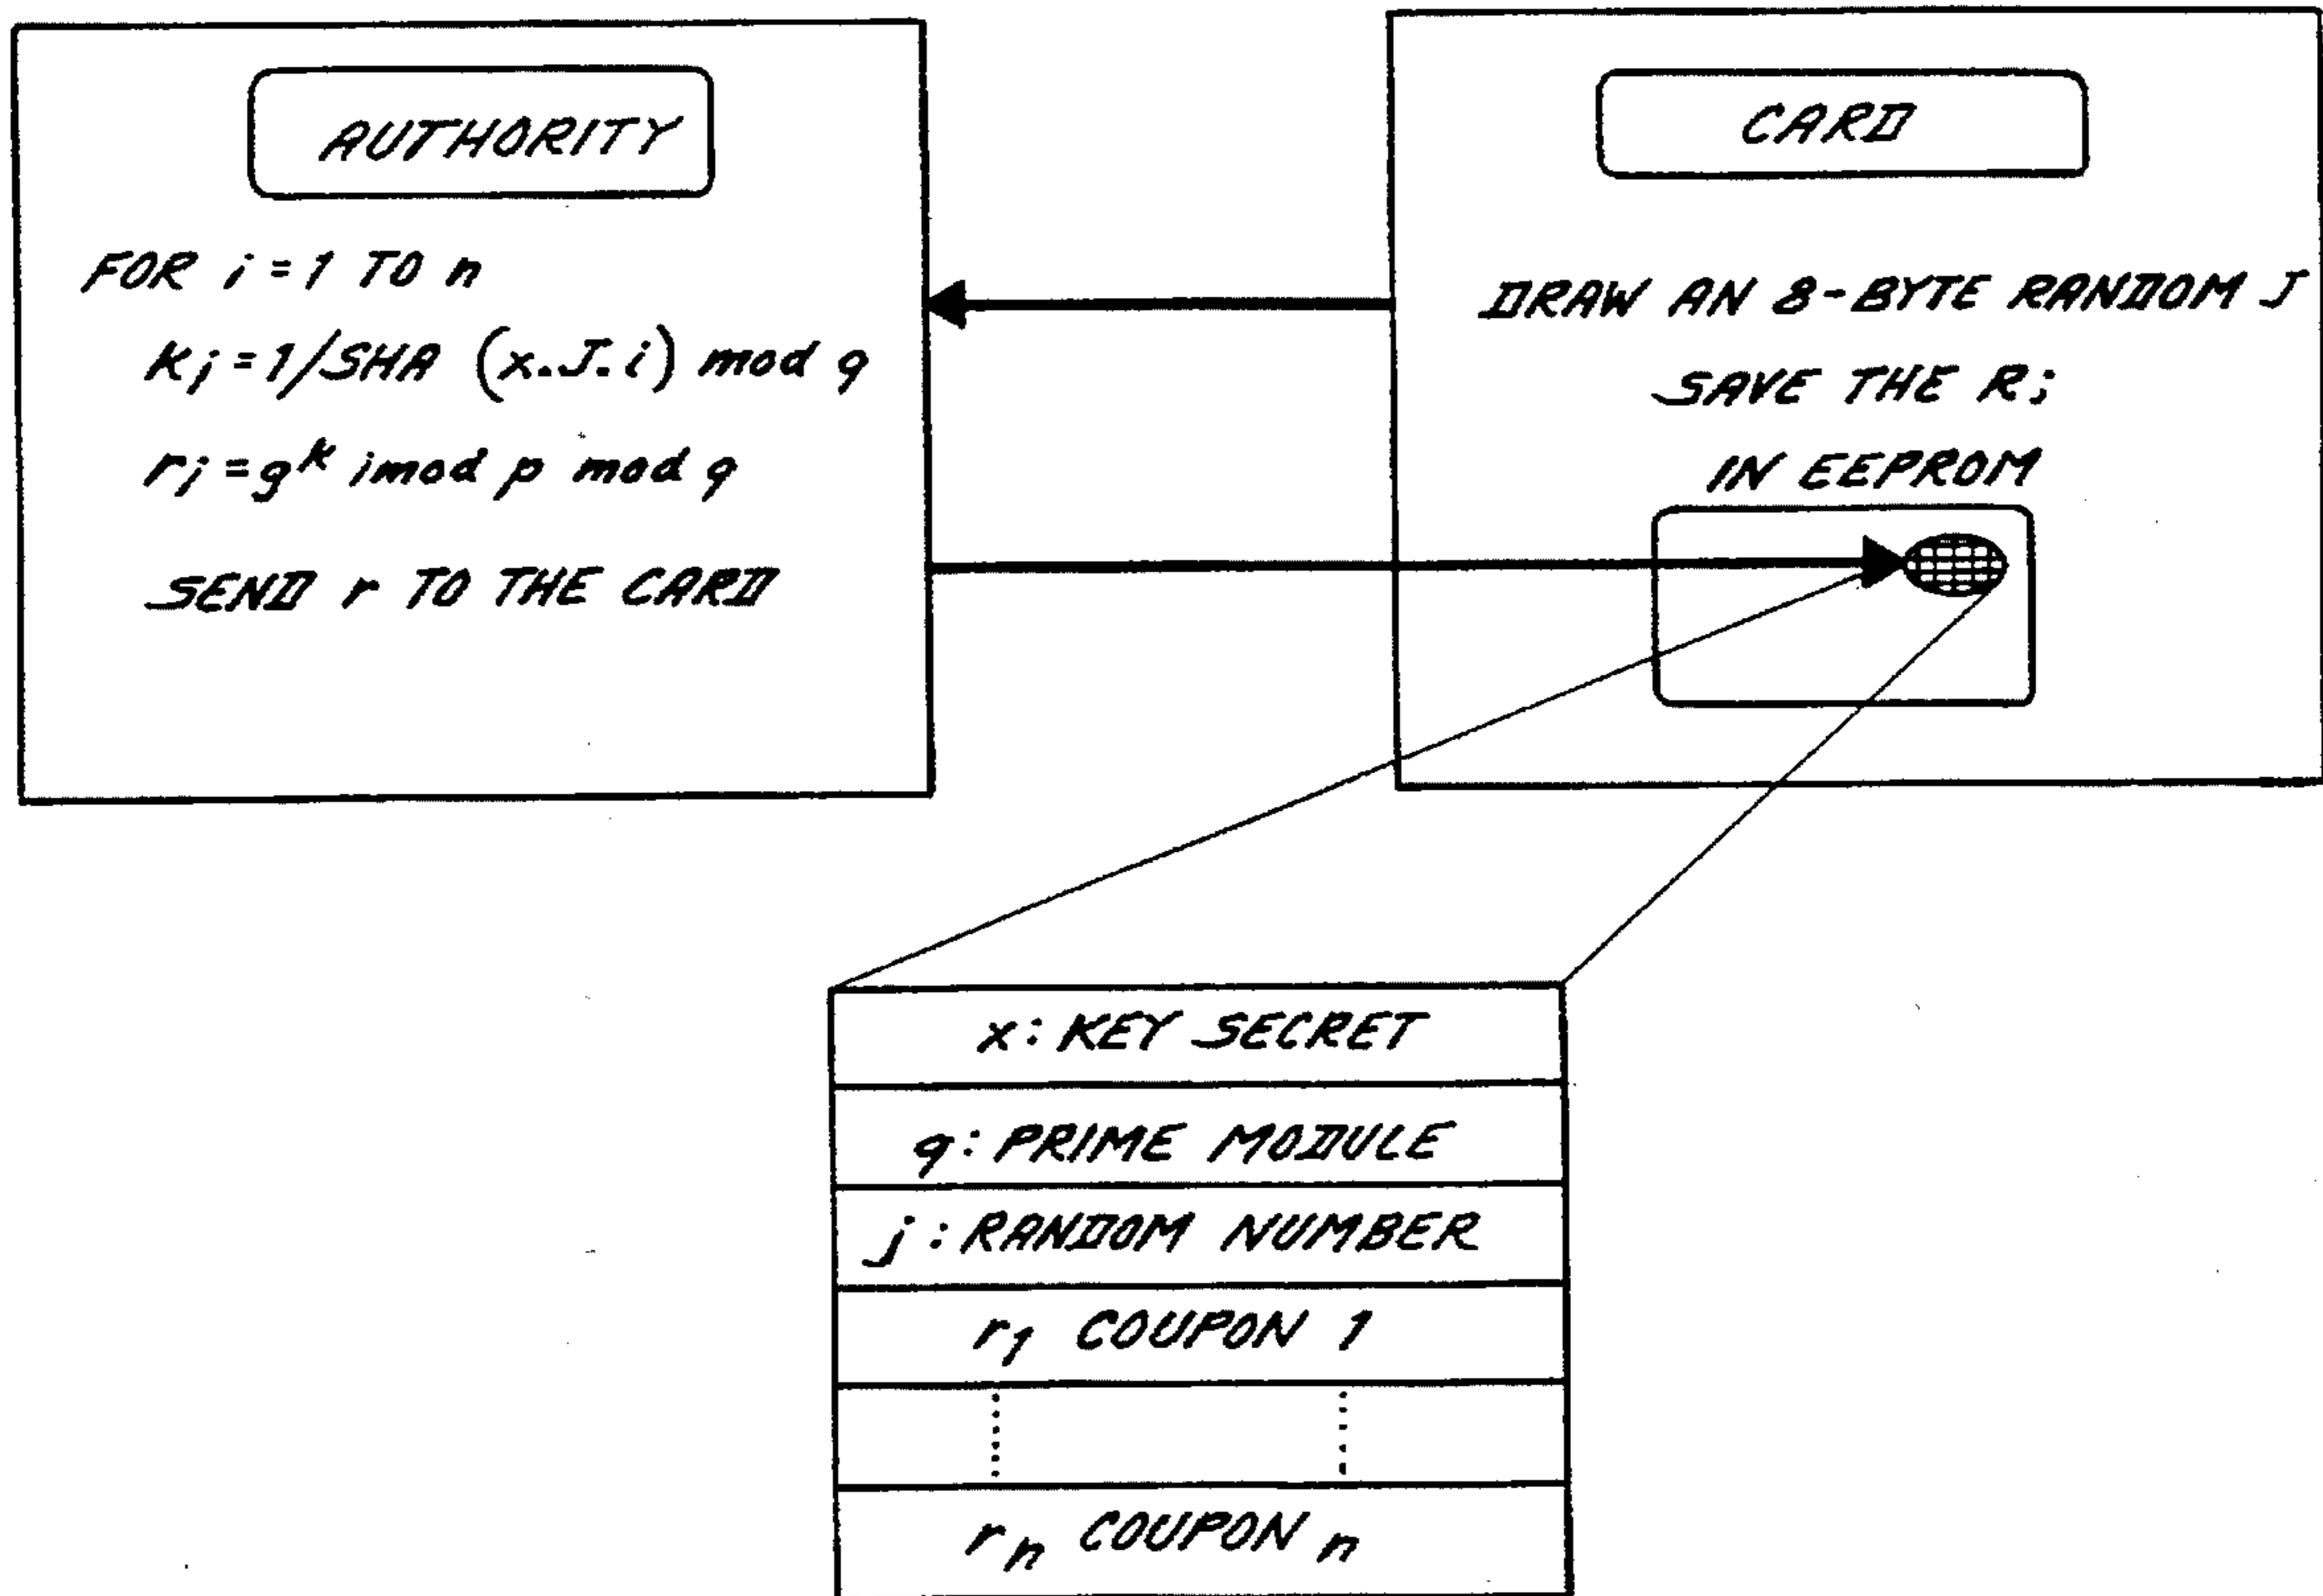 AUTHORITY
FOR i=1 TO n
kᵢ=1/SHA (x.J.i) mod q
rᵢ=gᵏ imod p mod q
SEND r TO THE CARD
CARD
DRAW AN 8-BYTE RANDOM J
SAVE THE Rᵢ
IN EEPROM
x: KEY SECRET
q: PRIME MODULE
j: RANDOM NUMBER
r₁ COUPON 1
rₙ COUPON n